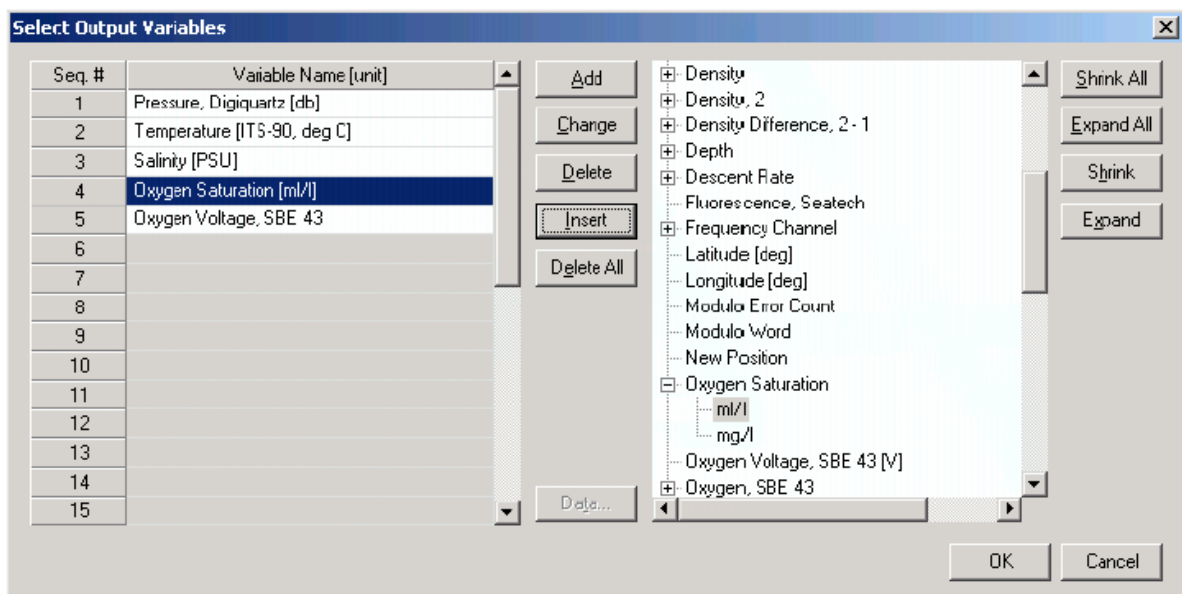 Select Output Variables
Seq. #
Variable Name [unit]
1
Pressure, Digiquartz [db]
2
Temperature [ITS-90, deg C]
3
Salinity [PSU]
4
Oxygen Saturation [ml/l]
5
Oxygen Voltage, SBE 43
6
7
8
9
10
11
12
13
14
15
Add
Change
Delete
Insert
Delete All
Data...
Density
Density, 2
Density Difference, 2 - 1
Depth
Descent Rate
Fluorescence, Seatech
Frequency Channel
Latitude [deg]
Longitude [deg]
Modulo Error Count
Modulo Word
New Position
Oxygen Saturation
ml/l
mg/l
Oxygen Voltage, SBE 43 [V]
Oxygen, SBE 43
Shrink All
Expand All
Shrink
Expand
OK
Cancel